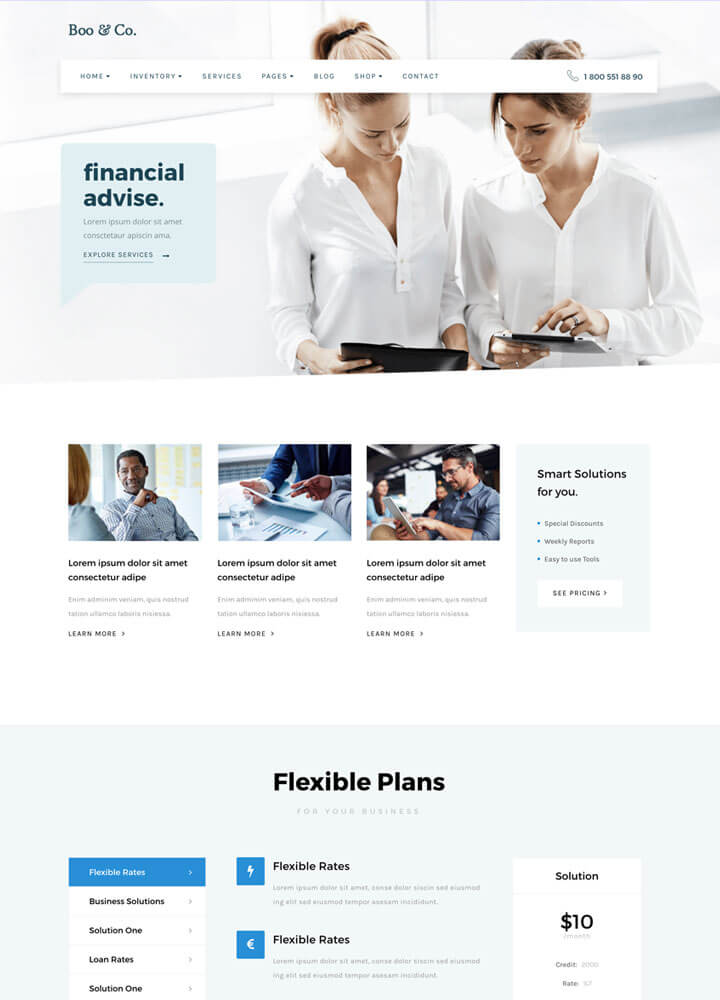 Boo & Co.
HOME INVENTORY SERVICES PAGES BLOG SHOP CONTACT 1 800 551 88 90
financial
advise.
Lorem ipsum dolor sit amet
consctetaur apiscin ama.
EXPLORE SERVICES
Lorem ipsum dolor sit amet
consectetur adipe
Enim adminim veniam, quis nostrud
tation ullamco laboris nisiessa.
LEARN MORE
Lorem ipsum dolor sit amet
consectetur adipe
Enim adminim veniam, quis nostrud
tation ullamco laboris nisiessa.
LEARN MORE
Lorem ipsum dolor sit amet
consectetur adipe
Enim adminim veniam, quis nostrud
tation ullamco laboris nisiessa.
LEARN MORE
Smart Solutions
for you.
Special Discounts
Weekly Reports
Easy to use Tools
SEE PRICING
Flexible Plans
FOR YOUR BUSINESS
Flexible Rates
Business Solutions
Solution One
Loan Rates
Solution One
Flexible Rates
Lorem ipsum dolor sit amet, conse dolor siscin sed eiusmod
ing elit sed eiusmod tempor asem incididunt.
Flexible Rates
Lorem ipsum dolor sit amet, conse dolor siscin sed eiusmod
ing elit sed eiusmod tempor asem incididunt.
Solution
$10
/month
Credit: 2000
Rate: